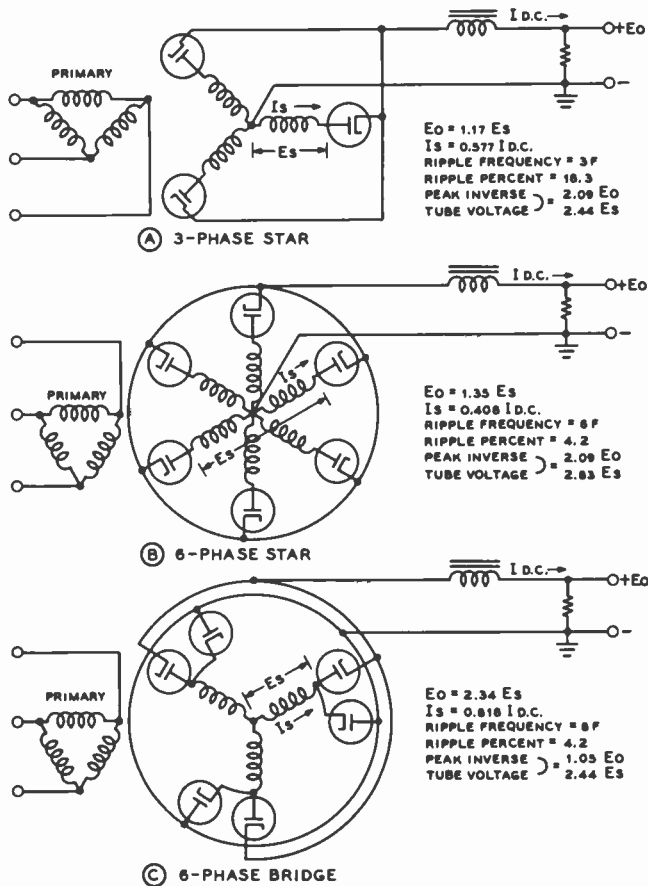 I D.C.→
+Eo
PRIMARY
Is →
Es
−
Eo = 1.17 Es
Is = 0.577 I D.C.
RIPPLE FREQUENCY = 3F
RIPPLE PERCENT = 18.3
PEAK INVERSE TUBE VOLTAGE ) = 2.09 Eo
2.44 Es
A 3-PHASE STAR
I D.C.→
+Eo
−
PRIMARY
Is
Es
Eo = 1.35 Es
Is = 0.408 I D.C.
RIPPLE FREQUENCY = 6F
RIPPLE PERCENT = 4.2
PEAK INVERSE TUBE VOLTAGE ) = 2.09 Eo
2.83 Es
B 6-PHASE STAR
I D.C.→
+Eo
−
PRIMARY
Es
Is
Eo = 2.34 Es
Is = 0.816 I D.C.
RIPPLE FREQUENCY = 6F
RIPPLE PERCENT = 4.2
PEAK INVERSE TUBE VOLTAGE ) = 1.05 Eo
2.44 Es
C 6-PHASE BRIDGE